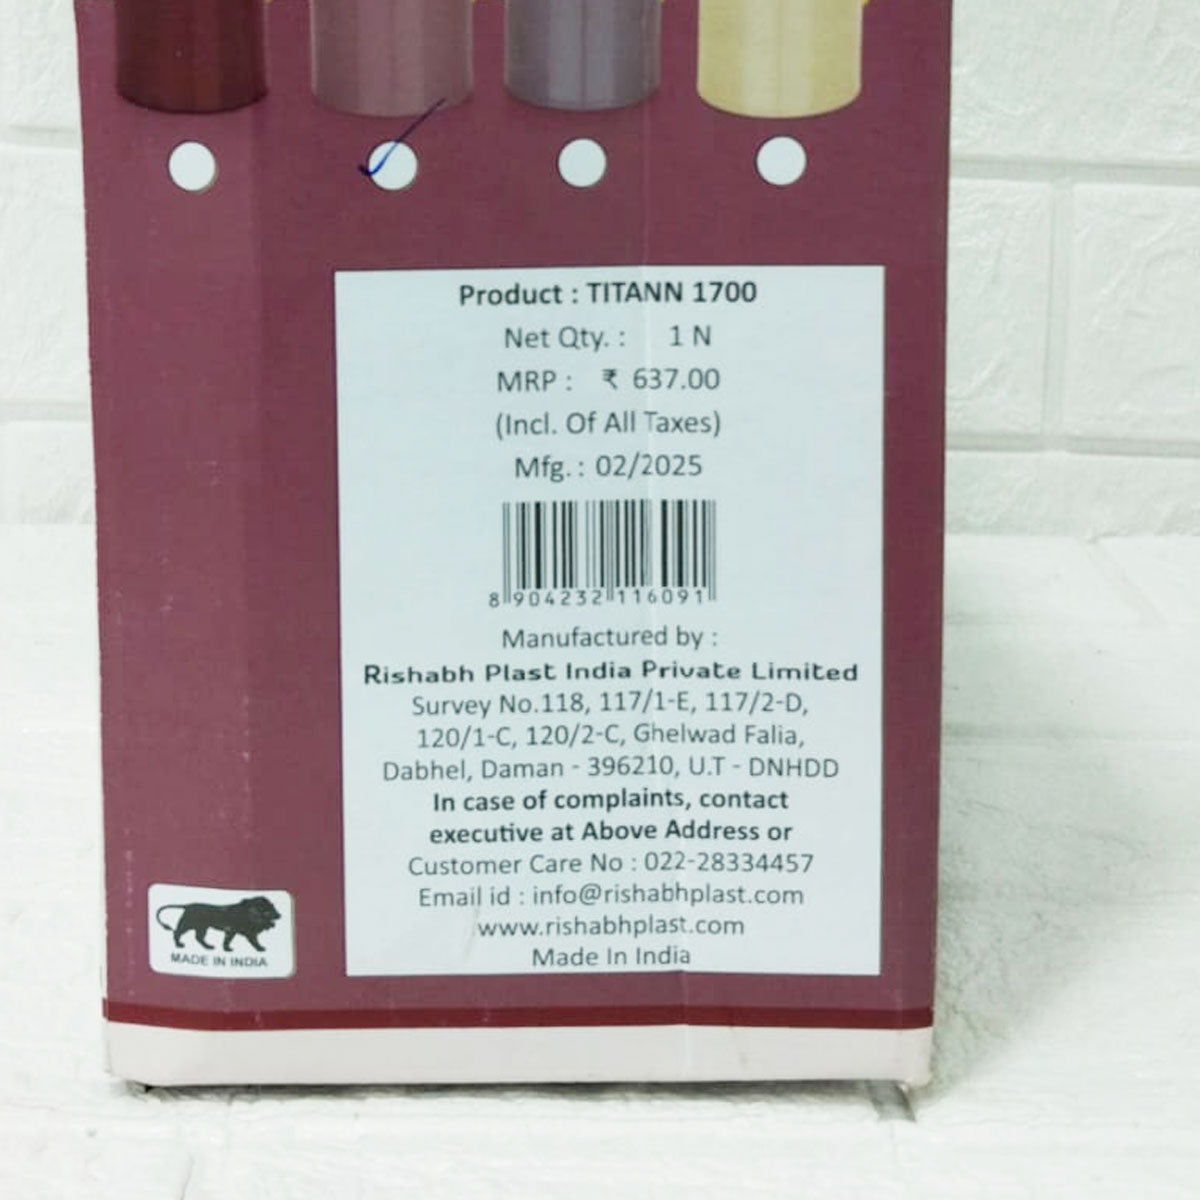 Product : TITANN 1700
Net Qty. : 1 N
MRP : ₹ 637.00
(Incl. Of All Taxes)
Mfg. : 02/2025
8 904232 116091
Manufactured by :
Rishabh Plast India Private Limited
Survey No.118, 117/1-E, 117/2-D,
120/1-C, 120/2-C, Ghelwad Falia,
Dabhel, Daman - 396210, U.T - DNHDD
In case of complaints, contact
executive at Above Address or
Customer Care No : 022-28334457
Email id : info@rishabhplast.com
www.rishabhplast.com
Made In India
MADE IN INDIA